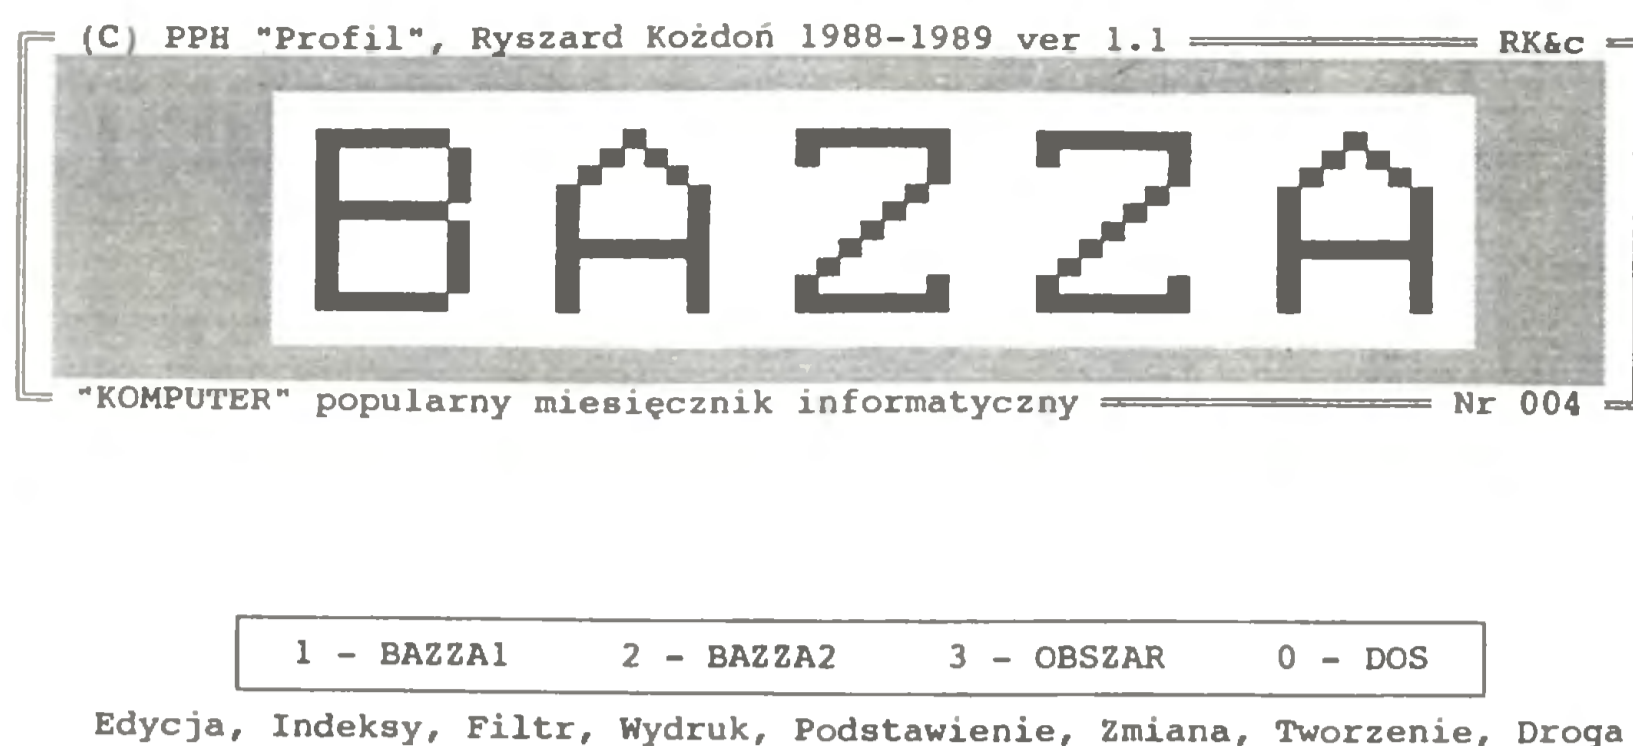 (C) PPH "Profil", Ryszard Kożdoń 1988-1989 ver 1.1 RK&c
BAZZA
"KOMPUTER" popularny miesięcznik informatyczny Nr 004
1 - BAZZA1 2 - BAZZA2 3 - OBSZAR 0 - DOS
Edycja, Indeksy, Filtr, Wydruk, Podstawienie, Zmiana, Tworzenie, Droga